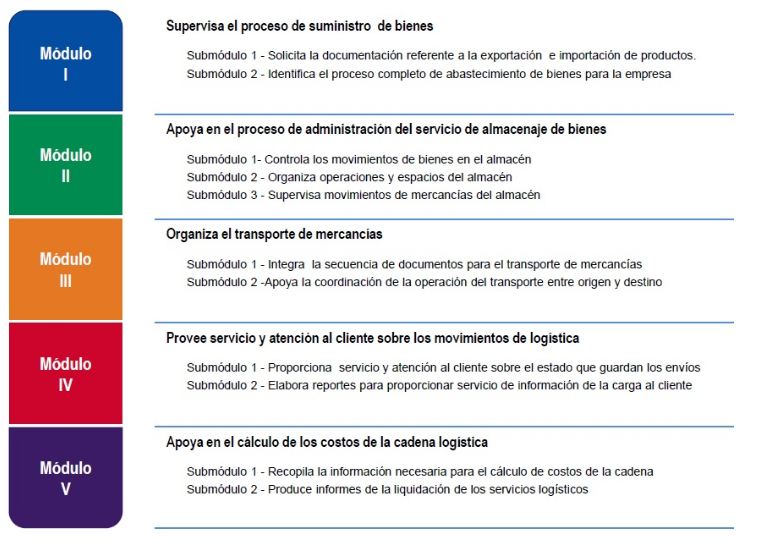 Módulo
I
Supervisa el proceso de suministro de bienes
Submódulo 1 - Solicita la documentación referente a la exportación e importación de productos.
Submódulo 2 - Identifica el proceso completo de abastecimiento de bienes para la empresa
Módulo
II
Apoya en el proceso de administración del servicio de almacenaje de bienes
Submódulo 1- Controla los movimientos de bienes en el almacén
Submódulo 2 - Organiza operaciones y espacios del almacén
Submódulo 3 - Supervisa movimientos de mercancías del almacén
Módulo
III
Organiza el transporte de mercancías
Submódulo 1 - Integra la secuencia de documentos para el transporte de mercancías
Submódulo 2 -Apoya la coordinación de la operación del transporte entre origen y destino
Módulo
IV
Provee servicio y atención al cliente sobre los movimientos de logística
Submódulo 1 - Proporciona servicio y atención al cliente sobre el estado que guardan los envíos
Submódulo 2 - Elabora reportes para proporcionar servicio de información de la carga al cliente
Módulo
V
Apoya en el cálculo de los costos de la cadena logística
Submódulo 1 - Recopila la información necesaria para el cálculo de costos de la cadena
Submódulo 2 - Produce informes de la liquidación de los servicios logísticos